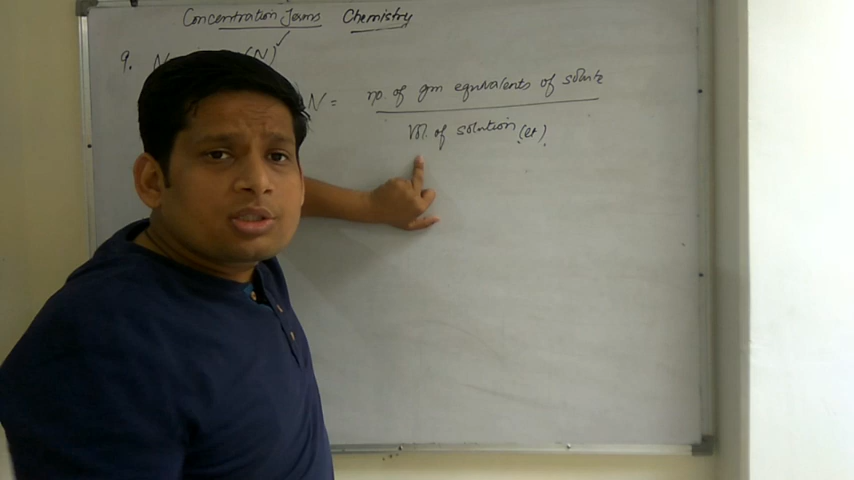 Concentration Terms Chemistry
9. N (N) ✓
N = no. of gm equivalents of solute
Vol. of solution (lt)